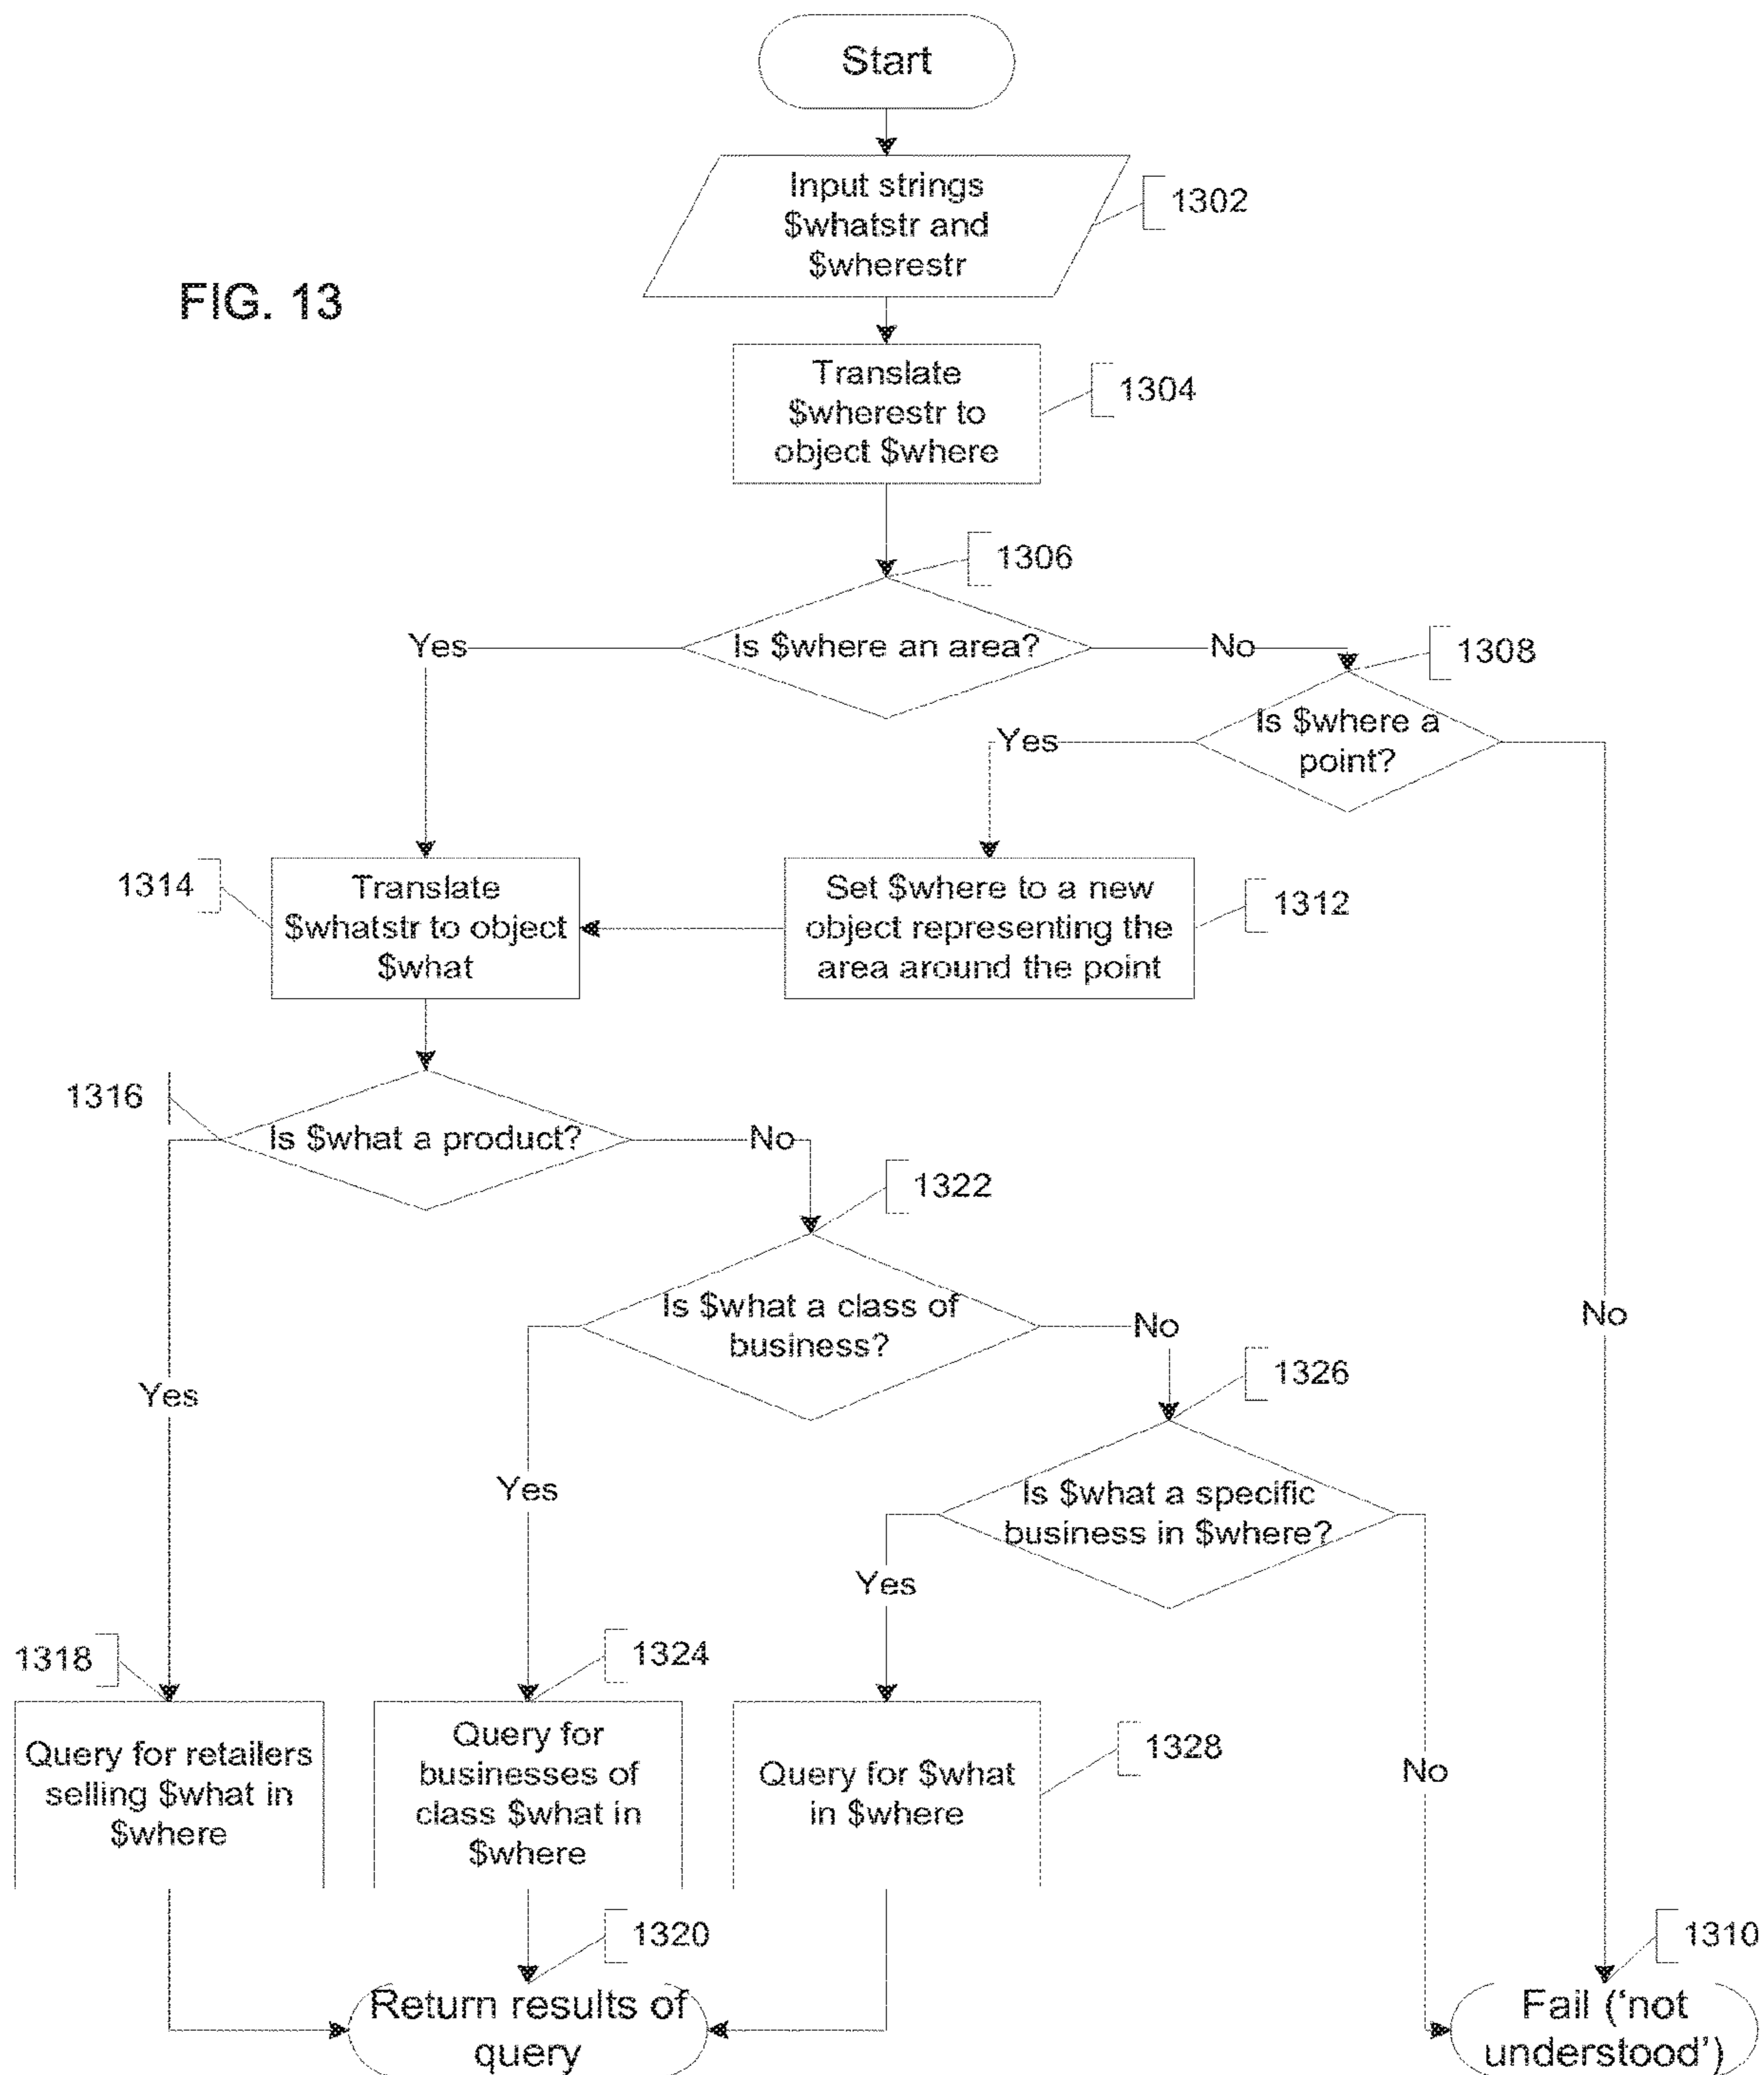 Start
Input strings
$whatstr and
$wherestr
1302
FIG. 13
Translate
$wherestr to
object $where
1304
1306
Is $where an area?
Yes
No
1308
Is $where a
point?
Yes
1314
Translate
$whatstr to object
$what
Set $where to a new
object representing the
area around the point
1312
1316
Is $what a product?
No
1322
Is $what a class of
business?
No
No
1326
Yes
Yes
Is $what a specific
business in $where?
Yes
1318
1324
Query for retailers
selling $what in
$where
Query for
businesses of
class $what in
$where
Query for $what
in $where
1328
No
1320
1310
Return results of
query
Fail (‘not
understood’)